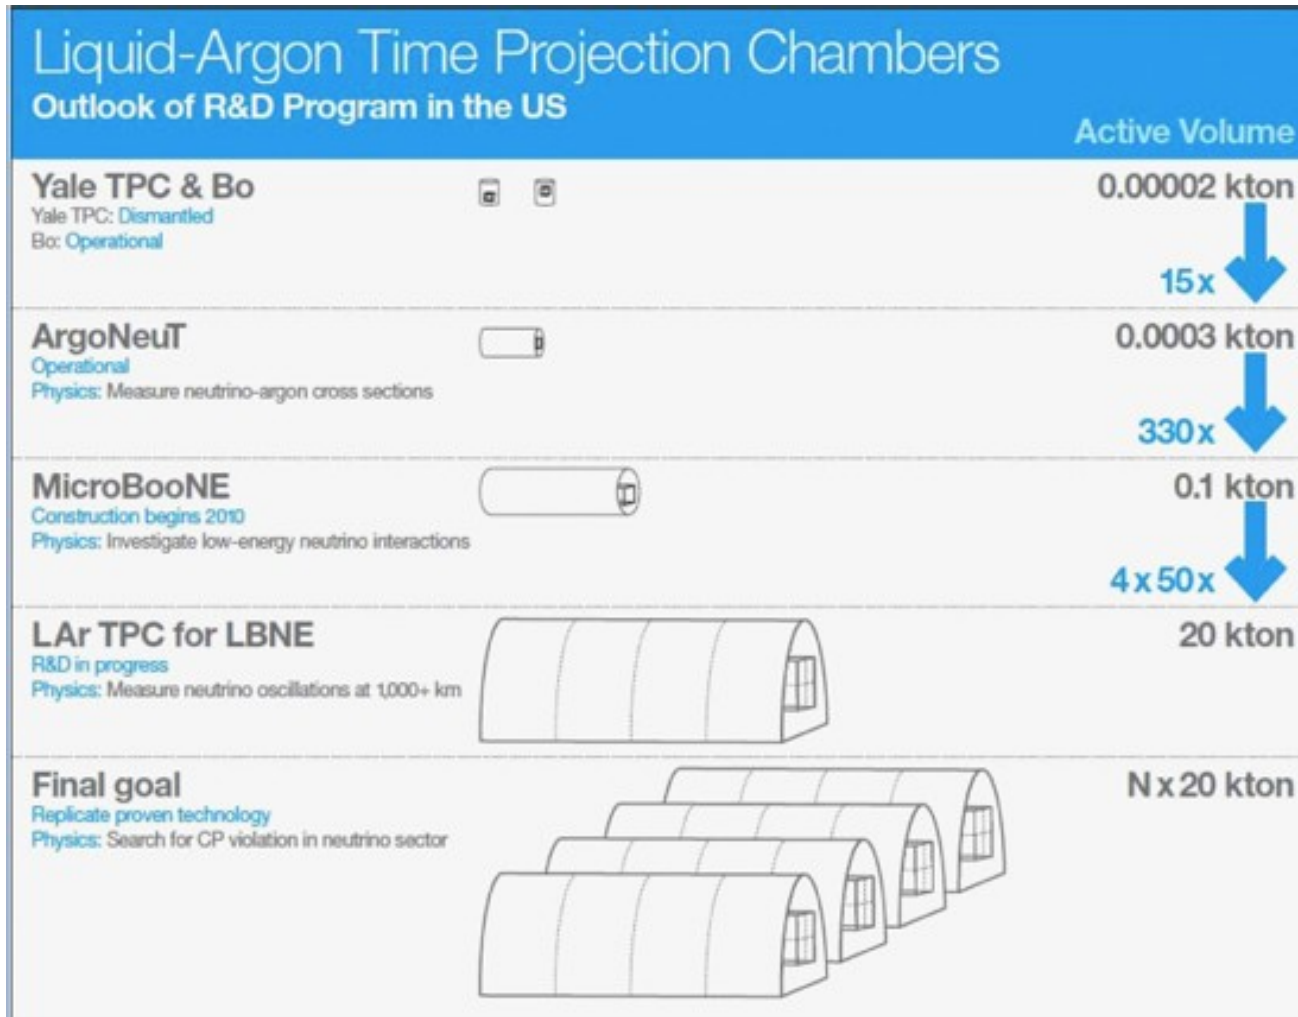 Liquid-Argon Time Projection Chambers
Outlook of R&D Program in the US
Active Volume
Yale TPC & Bo
0.00002 kton
Yale TPC: Dismantled
Bo: Operational
15x
ArgoNeuT
0.0003 kton
Operational
Physics: Measure neutrino-argon cross sections
330x
MicroBooNE
0.1 kton
Construction begins 2010
Physics: Investigate low-energy neutrino interactions
4 x 50x
LAr TPC for LBNE
20 kton
R&D in progress
Physics: Measure neutrino oscillations at 1,000+ km
Final goal
N x 20 kton
Replicate proven technology
Physics: Search for CP violation in neutrino sector